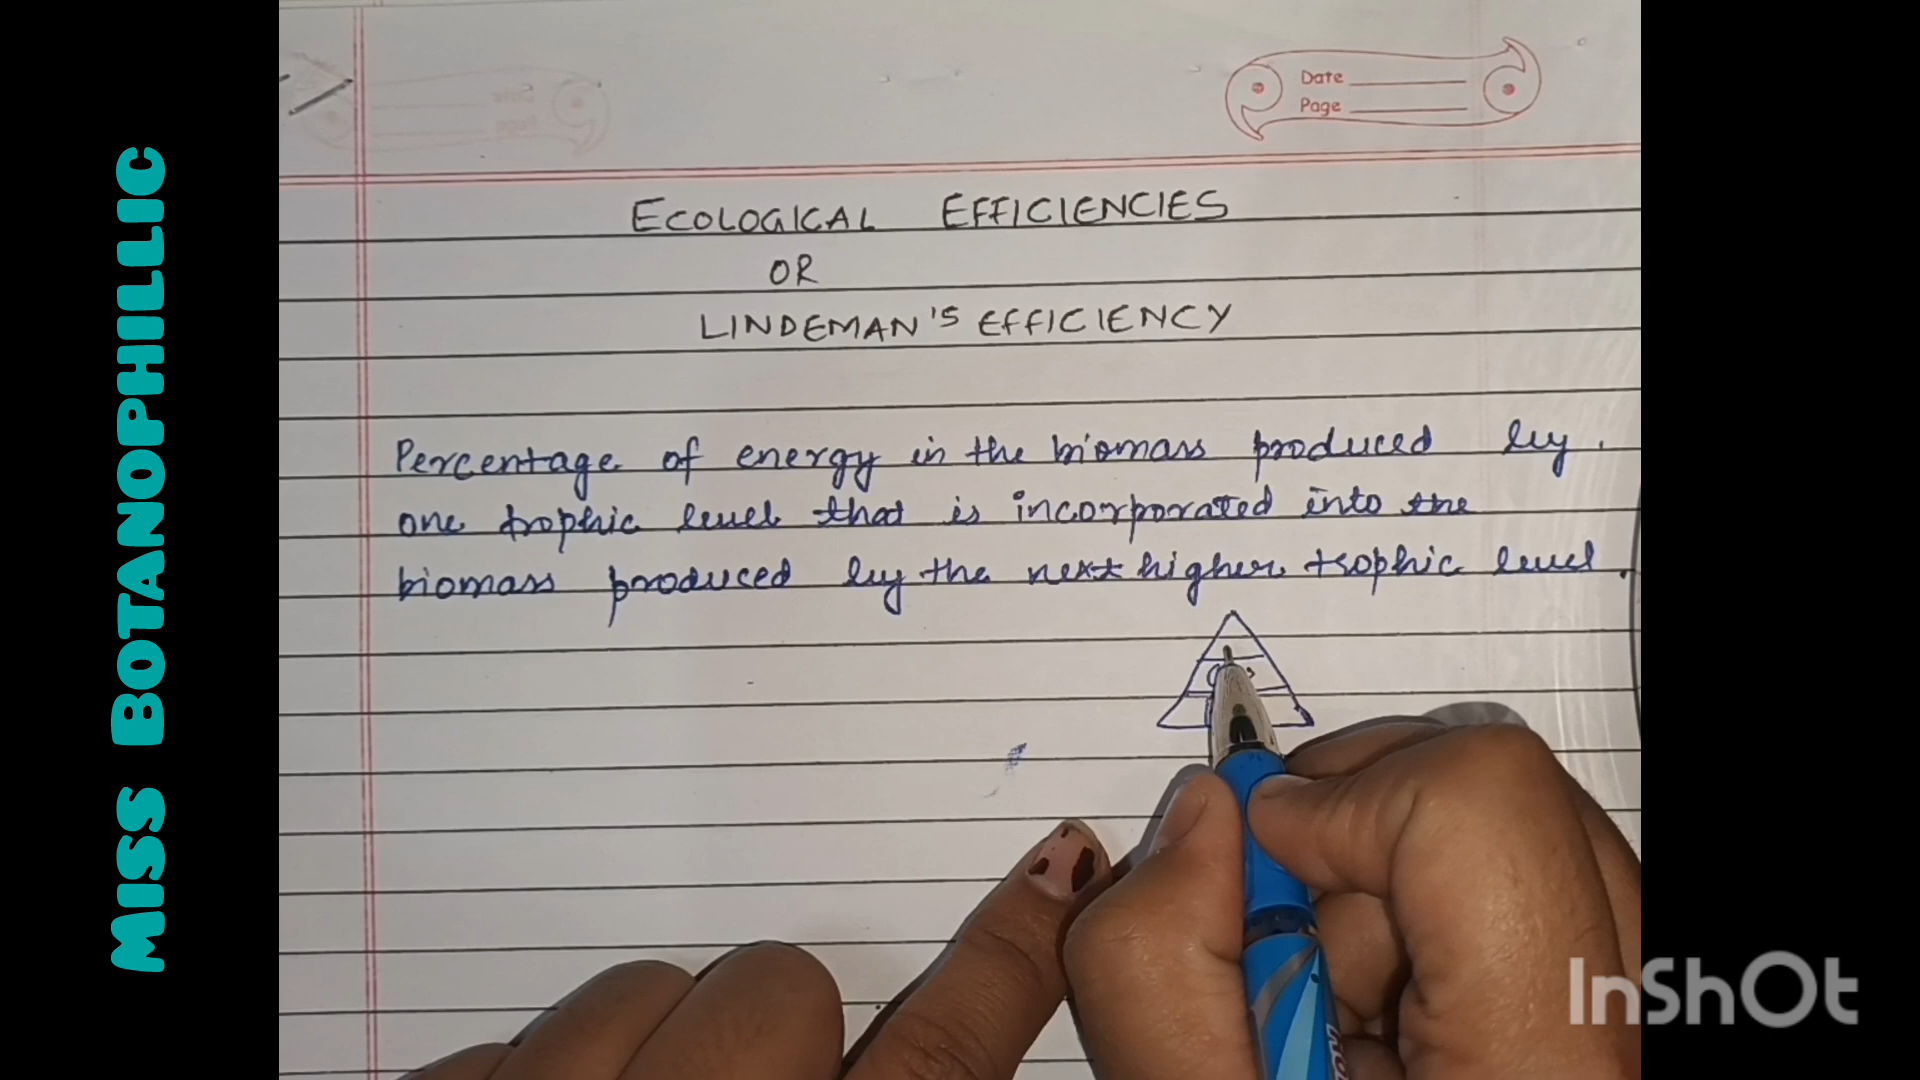 MISS BOTANOPHILLIC
Date
Page
ECOLOGICAL EFFICIENCIES
OR
LINDEMAN'S EFFICIENCY
Percentage of energy in the biomass produced by
one trophic level that is incorporated into the
biomass produced by the next higher trophic level.
InShOt